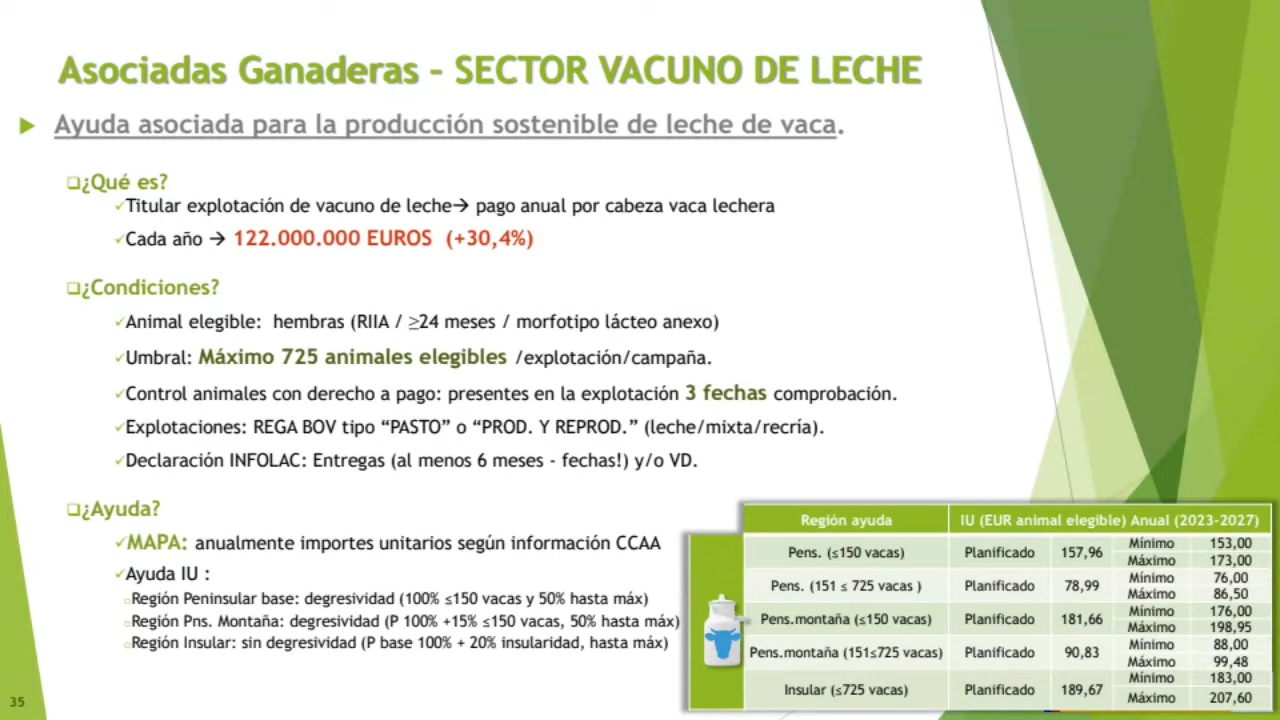 Asociadas Ganaderas – SECTOR VACUNO DE LECHE
Ayuda asociada para la producción sostenible de leche de vaca.
¿Qué es?
Titular explotación de vacuno de leche→ pago anual por cabeza vaca lechera
Cada año → 122.000.000 EUROS (+30,4%)
¿Condiciones?
Animal elegible: hembras (RIIA / ≥24 meses / morfotipo lácteo anexo)
Umbral: Máximo 725 animales elegibles /explotación/campaña.
Control animales con derecho a pago: presentes en la explotación 3 fechas comprobación.
Explotaciones: REGA BOV tipo “PASTO” o “PROD. Y REPROD.” (leche/mixta/recría).
Declaración INFOLAC: Entregas (al menos 6 meses - fechas!) y/o VD.
¿Ayuda?
MAPA: anualmente importes unitarios según información CCAA
Ayuda IU :
Región Peninsular base: degresividad (100% ≤150 vacas y 50% hasta máx)
Región Pns. Montaña: degresividad (P 100% +15% ≤150 vacas, 50% hasta máx)
Región Insular: sin degresividad (P base 100% + 20% insularidad, hasta máx)
Región ayuda IU (EUR animal elegible) Anual (2023-2027)
Pens. (≤150 vacas) Planificado 157,96 Mínimo 153,00
Máximo 173,00
Pens. (151 ≤ 725 vacas ) Planificado 78,99 Mínimo 76,00
Máximo 86,50
Pens.montaña (≤150 vacas) Planificado 181,66 Mínimo 176,00
Máximo 198,95
Pens.montaña (151≤725 vacas) Planificado 90,83 Mínimo 88,00
Máximo 99,48
Insular (≤725 vacas) Planificado 189,67 Mínimo 183,00
Máximo 207,60
35